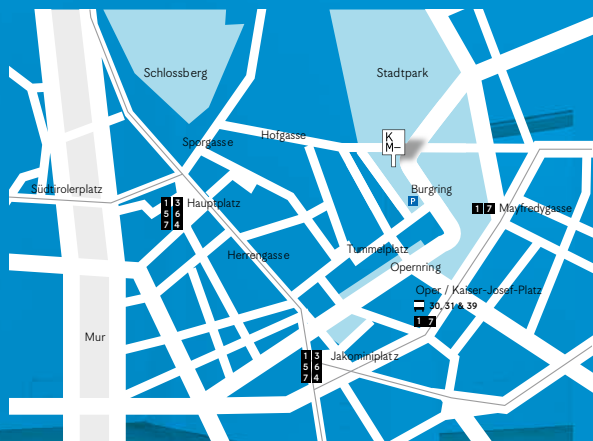 Schlossberg
Stadtpark
Hofgasse
K
M–
Sporgasse
Südtirolerplatz
Burgring
P
1 3
5 6
7 4
Hauptplatz
1 7 Mayfredygasse
Herrengasse
Tummelplatz
Opernring
Oper / Kaiser-Josef-Platz
30, 31 & 39
1 7
Mur
1 3
5 6
7 4
Jakominiplatz